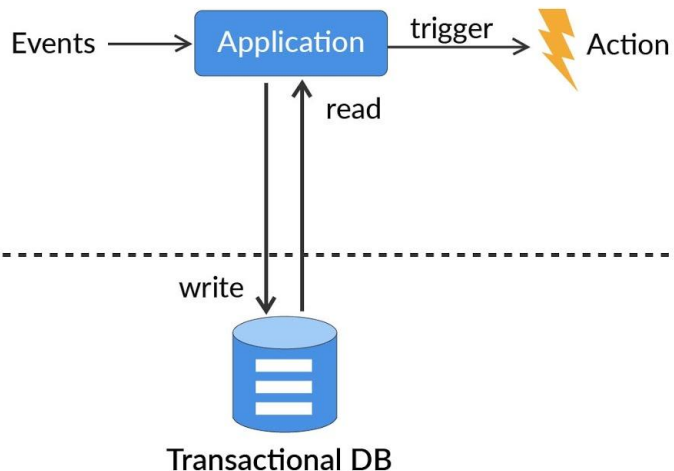 Events
Application
trigger
Action
read
write
Transactional DB